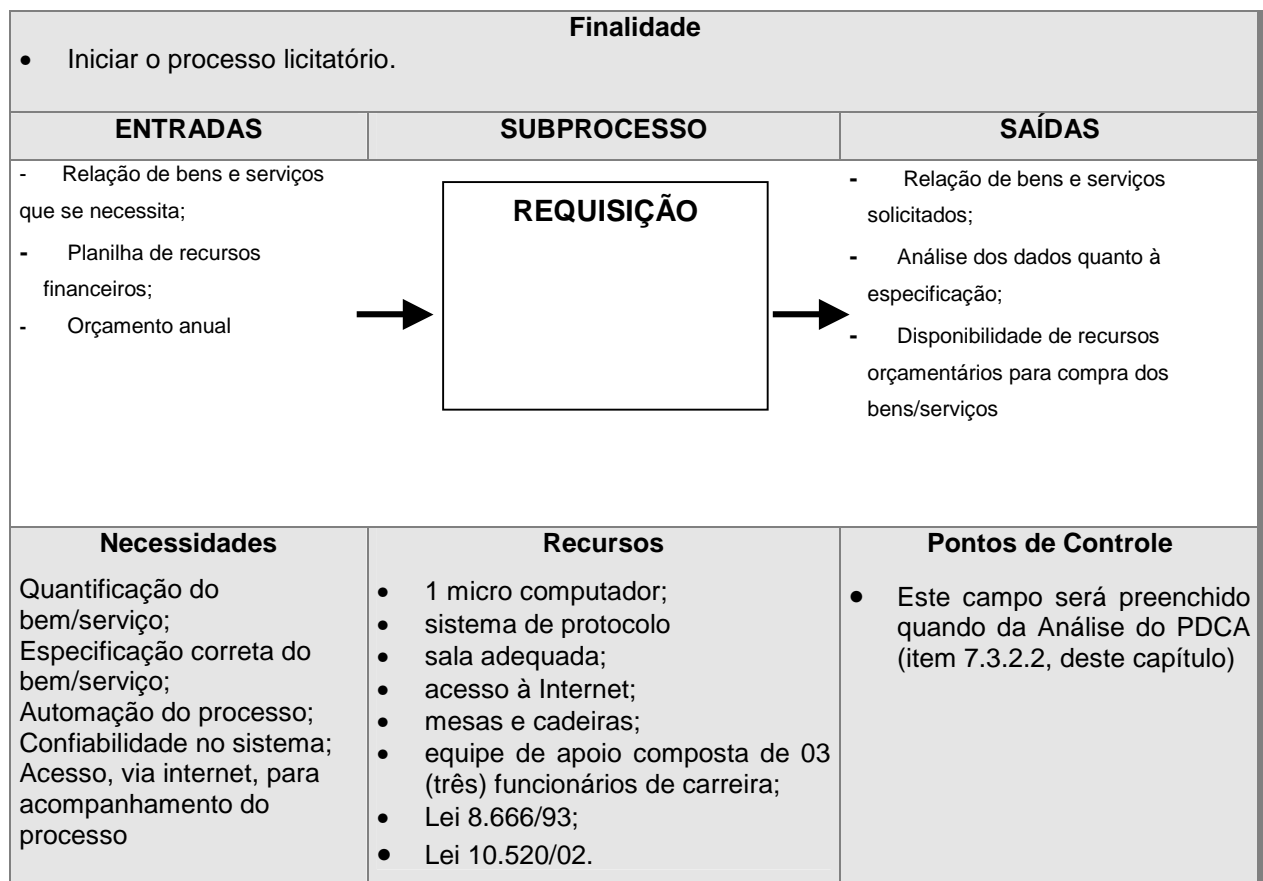 Finalidade
• Iniciar o processo licitatório.
ENTRADAS
SUBPROCESSO
SAÍDAS
- Relação de bens e serviços
que se necessita;
- Planilha de recursos
financeiros;
- Orçamento anual
REQUISIÇÃO
- Relação de bens e serviços
solicitados;
- Análise dos dados quanto à
especificação;
- Disponibilidade de recursos
orçamentários para compra dos
bens/serviços
Necessidades
Quantificação do
bem/serviço;
Especificação correta do
bem/serviço;
Automação do processo;
Confiabilidade no sistema;
Acesso, via internet, para
acompanhamento do
processo
Recursos
• 1 micro computador;
• sistema de protocolo
• sala adequada;
• acesso à Internet;
• mesas e cadeiras;
• equipe de apoio composta de 03
(três) funcionários de carreira;
• Lei 8.666/93;
• Lei 10.520/02.
Pontos de Controle
• Este campo será preenchido
quando da Análise do PDCA
(item 7.3.2.2, deste capítulo)